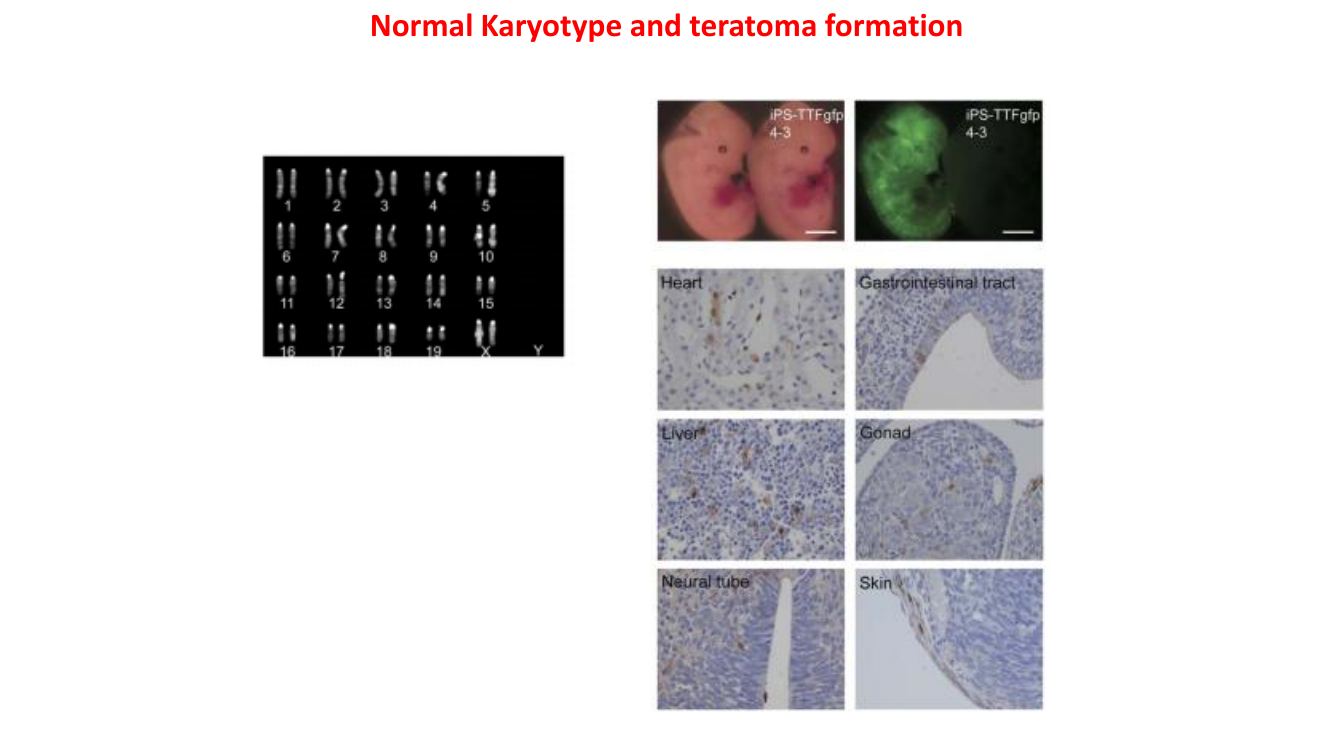 Normal Karyotype and teratoma formation
1 2 3 4 5
6 7 8 9 10
11 12 13 14 15
16 17 18 19 X Y
iPS-TTFgfp
4-3
iPS-TTFgfp
4-3
Heart
Gastrointestinal tract
Liver
Gonad
Neural tube
Skin